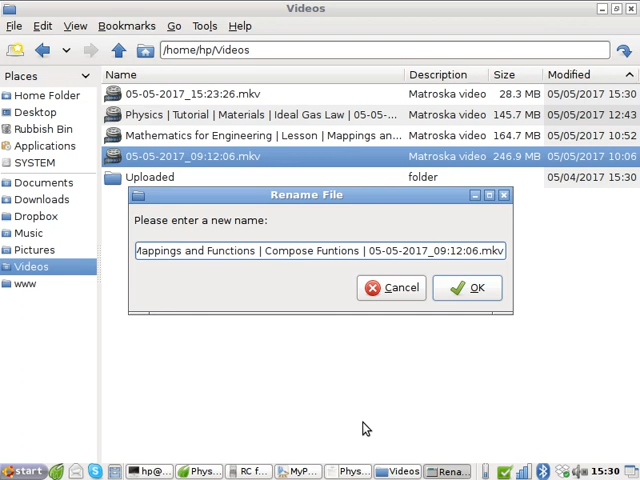 Videos
File Edit View Bookmarks Go Tools Help
/home/hp/Videos
Places
Name Description Size Modified
Home Folder
Desktop
Rubbish Bin
Applications
SYSTEM
Documents
Downloads
Dropbox
Music
Pictures
Videos
www
05-05-2017_15:23:26.mkv Matroska video 28.3 MB 05/05/2017 15:30
Physics | Tutorial | Materials | Ideal Gas Law | 05-05-... Matroska video 145.7 MB 05/05/2017 12:43
Mathematics for Engineering | Lesson | Mappings an... Matroska video 164.7 MB 05/05/2017 10:52
05-05-2017_09:12:06.mkv Matroska video 246.9 MB 05/05/2017 10:06
Uploaded folder 05/04/2017 15:30
Rename File
Please enter a new name:
Mappings and Functions | Compose Funtions | 05-05-2017_09:12:06.mkv
Cancel OK
start hp@... Phys... RC f... MyP... Phys... Videos Rena... 15:30